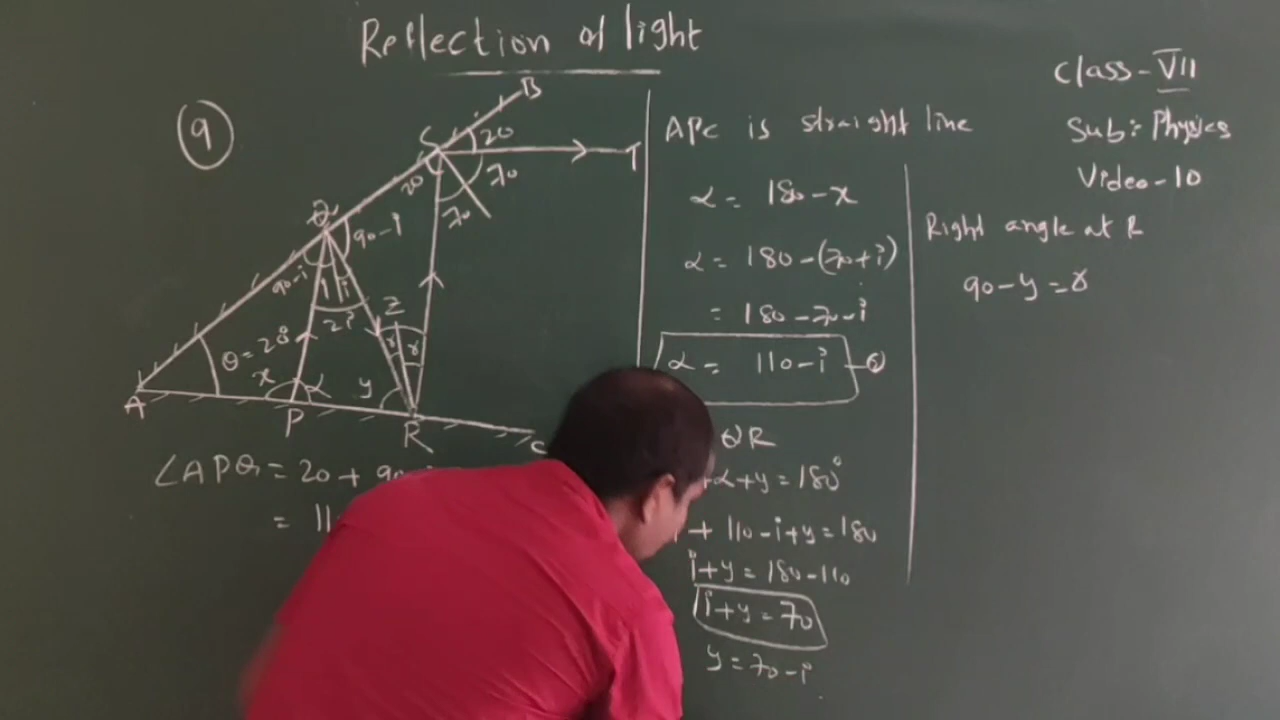 Reflection of light
Class - VII
Sub: Physics
Video - 10
9
B
S
20
T
20
70
70
Q
90-i
90-i
i
i
2i
Z
r
r
θ = 20°
x
α
y
A
P
R
C
∠APQ = 20 + 90
= 11
APC is straight line
α = 180 - x
α = 180 - (70 + i)
= 180 - 70 - i
α = 110 - i
QR
+ α + y = 180°
+ 110 - i + y = 180
i + y = 180 - 110
i + y = 70
y = 70 - i
Right angle at R
90 - y = r